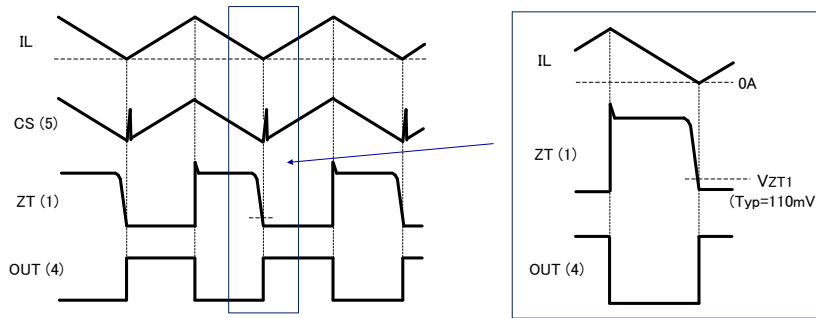 IL
CS (5)
ZT (1)
OUT (4)
IL
0A
ZT (1)
VZT1
(Typ=110mV
OUT (4)